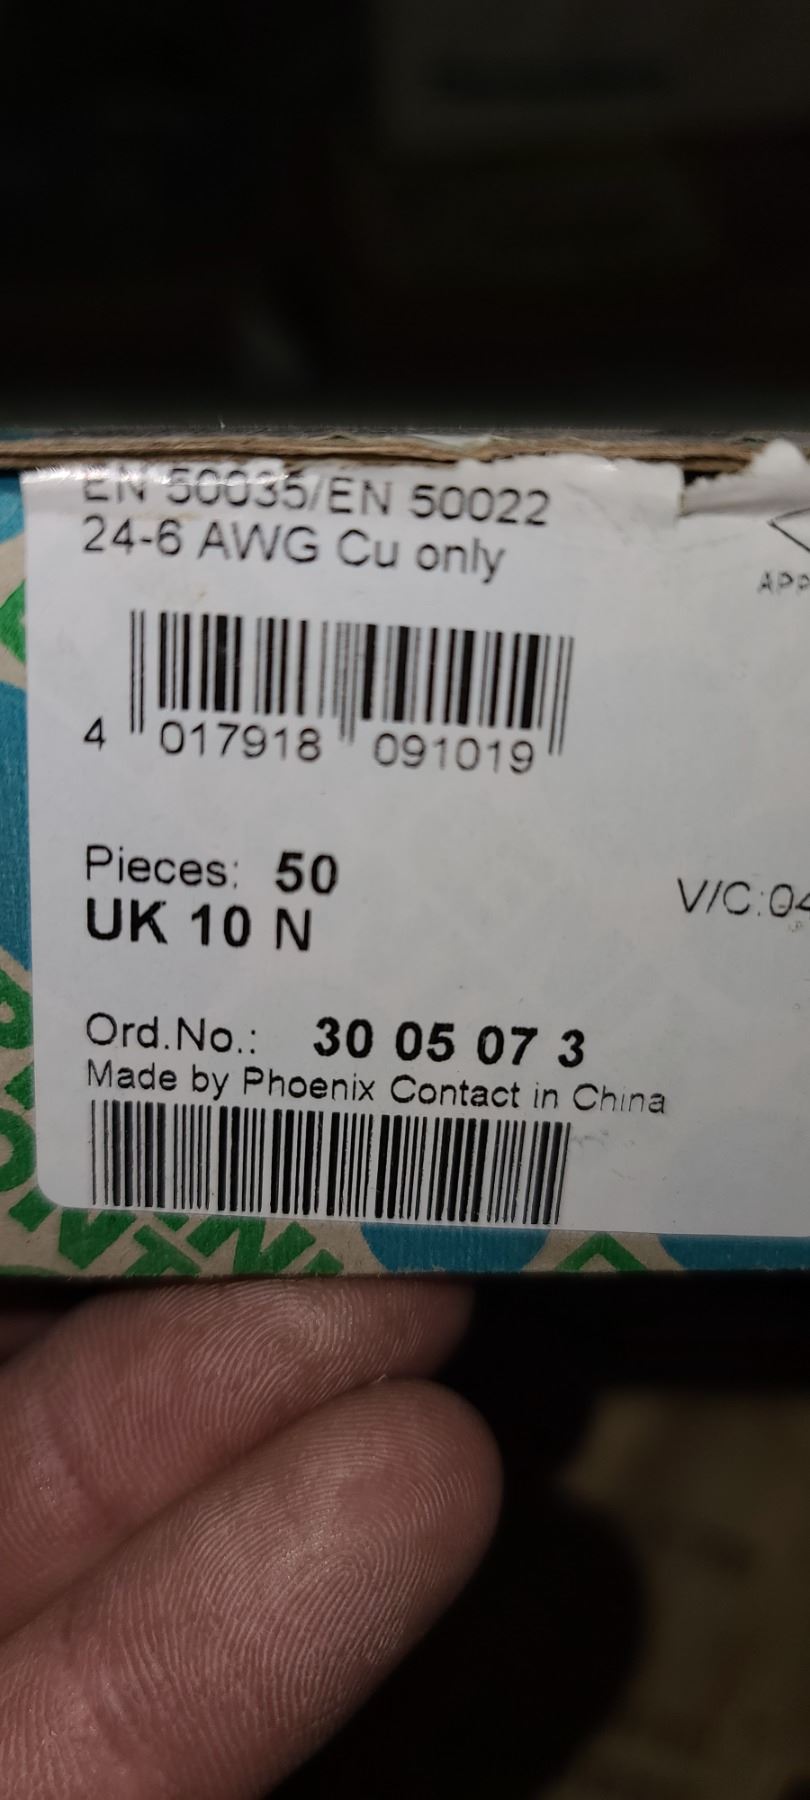 EN 50035/EN 50022
24-6 AWG Cu only
4 017918 091019
Pieces: 50
UK 10 N
V/C:04
Ord.No.: 30 05 07 3
Made by Phoenix Contact in China